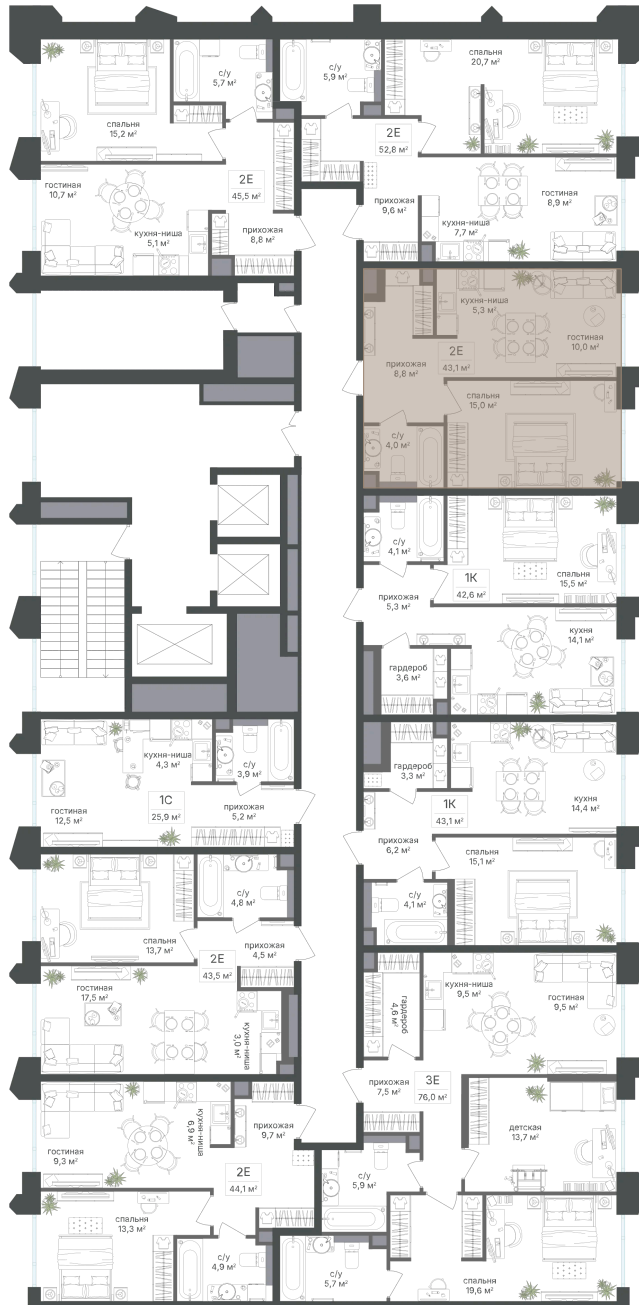 с/у
5,7 м²
с/у
5,9 м²
спальня
20,7 м²
спальня
15,2 м²
2Е
52,8 м²
гостиная
10,7 м²
2Е
45,5 м²
прихожая
9,6 м²
гостиная
8,9 м²
кухня-ниша
5,1 м²
прихожая
8,8 м²
кухня-ниша
7,7 м²
кухня-ниша
5,3 м²
гостиная
10,0 м²
2Е
43,1 м²
прихожая
8,8 м²
спальня
15,0 м²
с/у
4,0 м²
с/у
4,1 м²
1К
42,6 м²
спальня
15,5 м²
прихожая
5,3 м²
кухня
14,1 м²
гардероб
3,6 м²
кухня-ниша
4,3 м²
с/у
3,9 м²
гардероб
3,3 м²
гостиная
12,5 м²
1С
25,9 м²
прихожая
5,2 м²
1К
43,1 м²
кухня
14,4 м²
прихожая
6,2 м²
спальня
15,1 м²
с/у
4,8 м²
с/у
4,1 м²
спальня
13,7 м²
прихожая
4,5 м²
2Е
43,5 м²
гостиная
17,5 м²
кухня-ниша
3,0 м²
гардероб
4,6 м²
кухня-ниша
9,5 м²
гостиная
9,5 м²
прихожая
7,5 м²
3Е
76,0 м²
кухня-ниша
6,9 м²
прихожая
9,7 м²
детская
13,7 м²
гостиная
9,3 м²
2Е
44,1 м²
с/у
5,9 м²
спальня
13,3 м²
с/у
4,9 м²
с/у
5,7 м²
спальня
19,6 м²